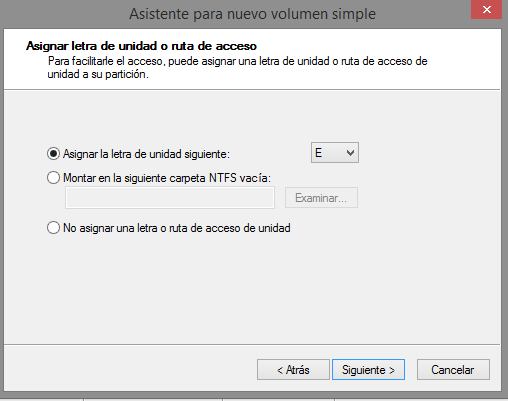 Asistente para nuevo volumen simple
Asignar letra de unidad o ruta de acceso
Para facilitarle el acceso, puede asignar una letra de unidad o ruta de acceso de
unidad a su partición.
Asignar la letra de unidad siguiente:
E
Montar en la siguiente carpeta NTFS vacía:
Examinar...
No asignar una letra o ruta de acceso de unidad
< Atrás
Siguiente >
Cancelar